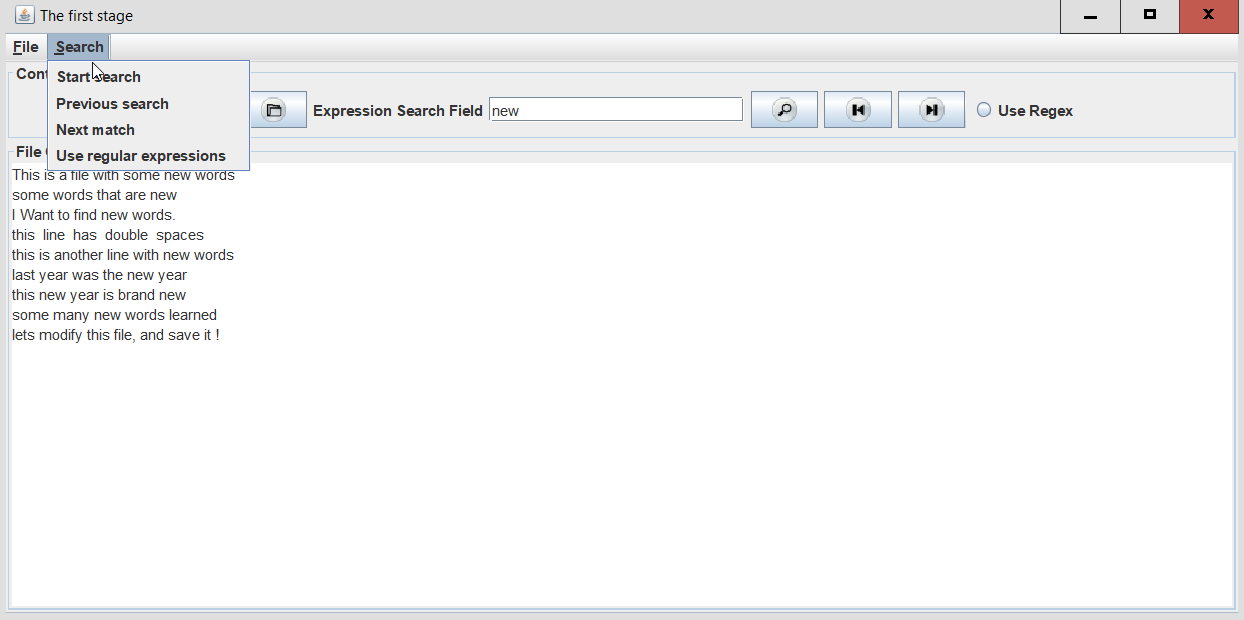 The first stage
File Search
Cont
Start search
Previous search
Next match
Use regular expressions
Expression Search Field new Use Regex
File
This is a file with some new words
some words that are new
I Want to find new words.
this  line  has  double  spaces
this is another line with new words
last year was the new year
this new year is brand new
some many new words learned
lets modify this file, and save it !